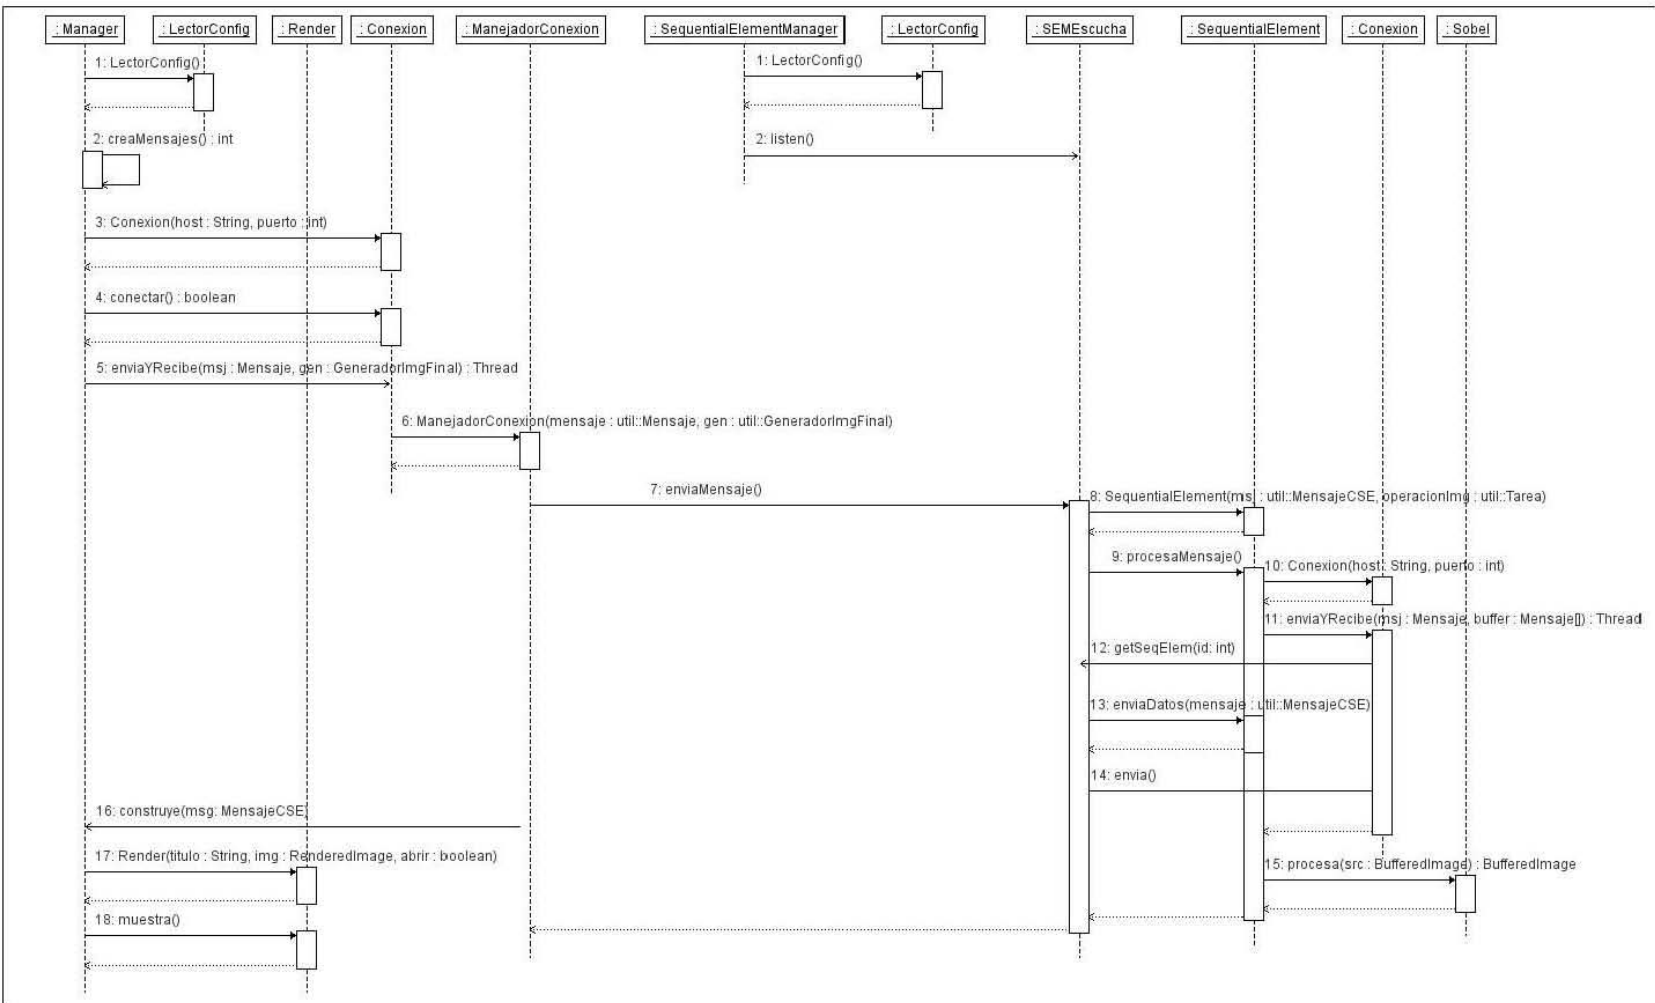 : Manager
: LectorConfig
: Render
: Conexion
: ManejadorConexion
: SequentialElementManager
: LectorConfig
: SEMEscucha
: SequentialElement
: Conexion
: Sobel
1: LectorConfig()
1: LectorConfig()
2: creaMensajes() : int
2: listen()
3: Conexion(host : String, puerto : int)
4: conectar() : boolean
5: enviaYRecibe(msj : Mensaje, gen : GeneradorImgFinal) : Thread
6: ManejadorConexion(mensaje : util::Mensaje, gen : util::GeneradorImgFinal)
7: enviaMensaje()
8: SequentialElement(msj : util::MensajeCSE, operacionImg : util::Tarea)
9: procesaMensaje()
10: Conexion(host : String, puerto : int)
11: enviaYRecibe(msj : Mensaje, buffer : Mensaje[]) : Thread
12: getSeqElem(id: int)
13: enviaDatos(mensaje : util::MensajeCSE)
14: envia()
16: construye(msg: MensajeCSE)
17: Render(titulo : String, img : RenderedImage, abrir : boolean)
15: procesa(src : BufferedImage) : BufferedImage
18: muestra()